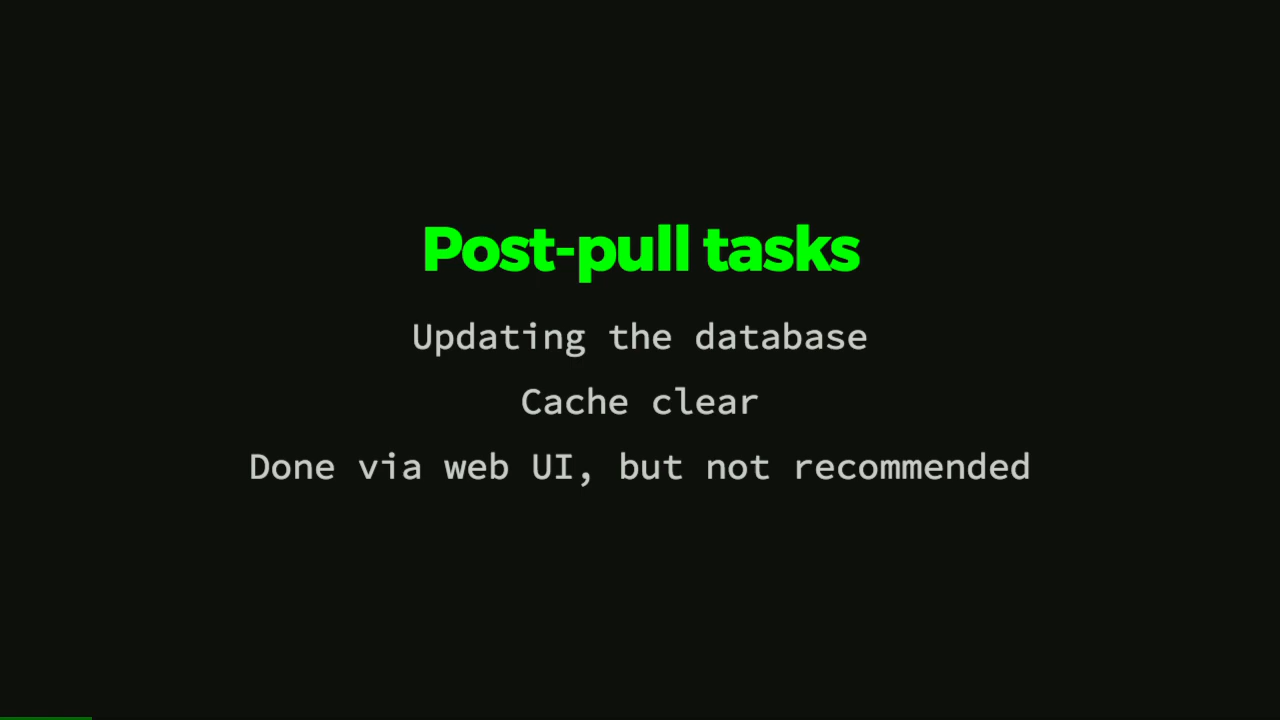 Post-pull tasks
Updating the database
Cache clear
Done via web UI, but not recommended